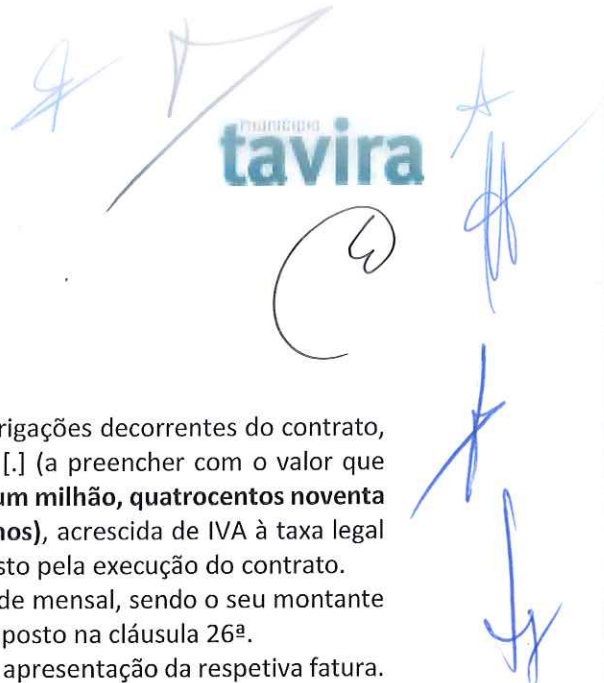 município
tavira
rigações decorrentes do contrato,
[.] (a preencher com o valor que
um milhão, quatrocentos noventa
nos), acrescida de IVA à taxa legal
sto pela execução do contrato.
de mensal, sendo o seu montante
posto na cláusula 26ª.
apresentação da respetiva fatura.